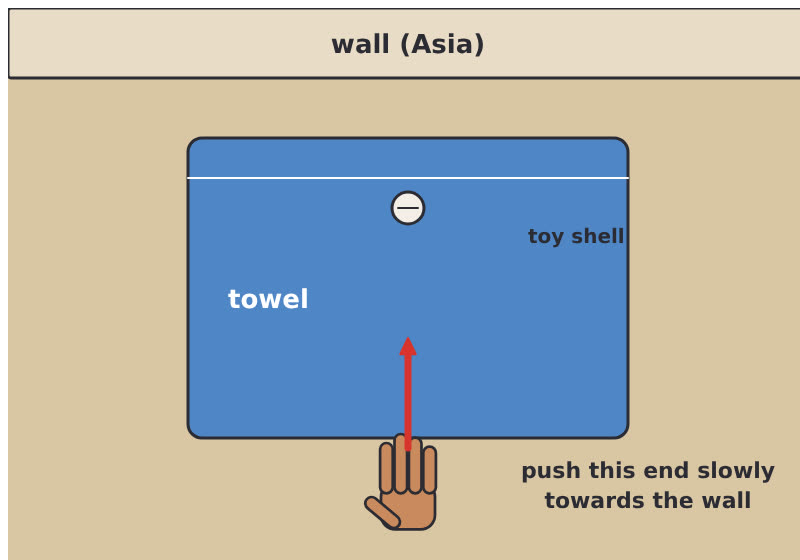 wall (Asia)
toy shell
towel
push this end slowly
towards the wall